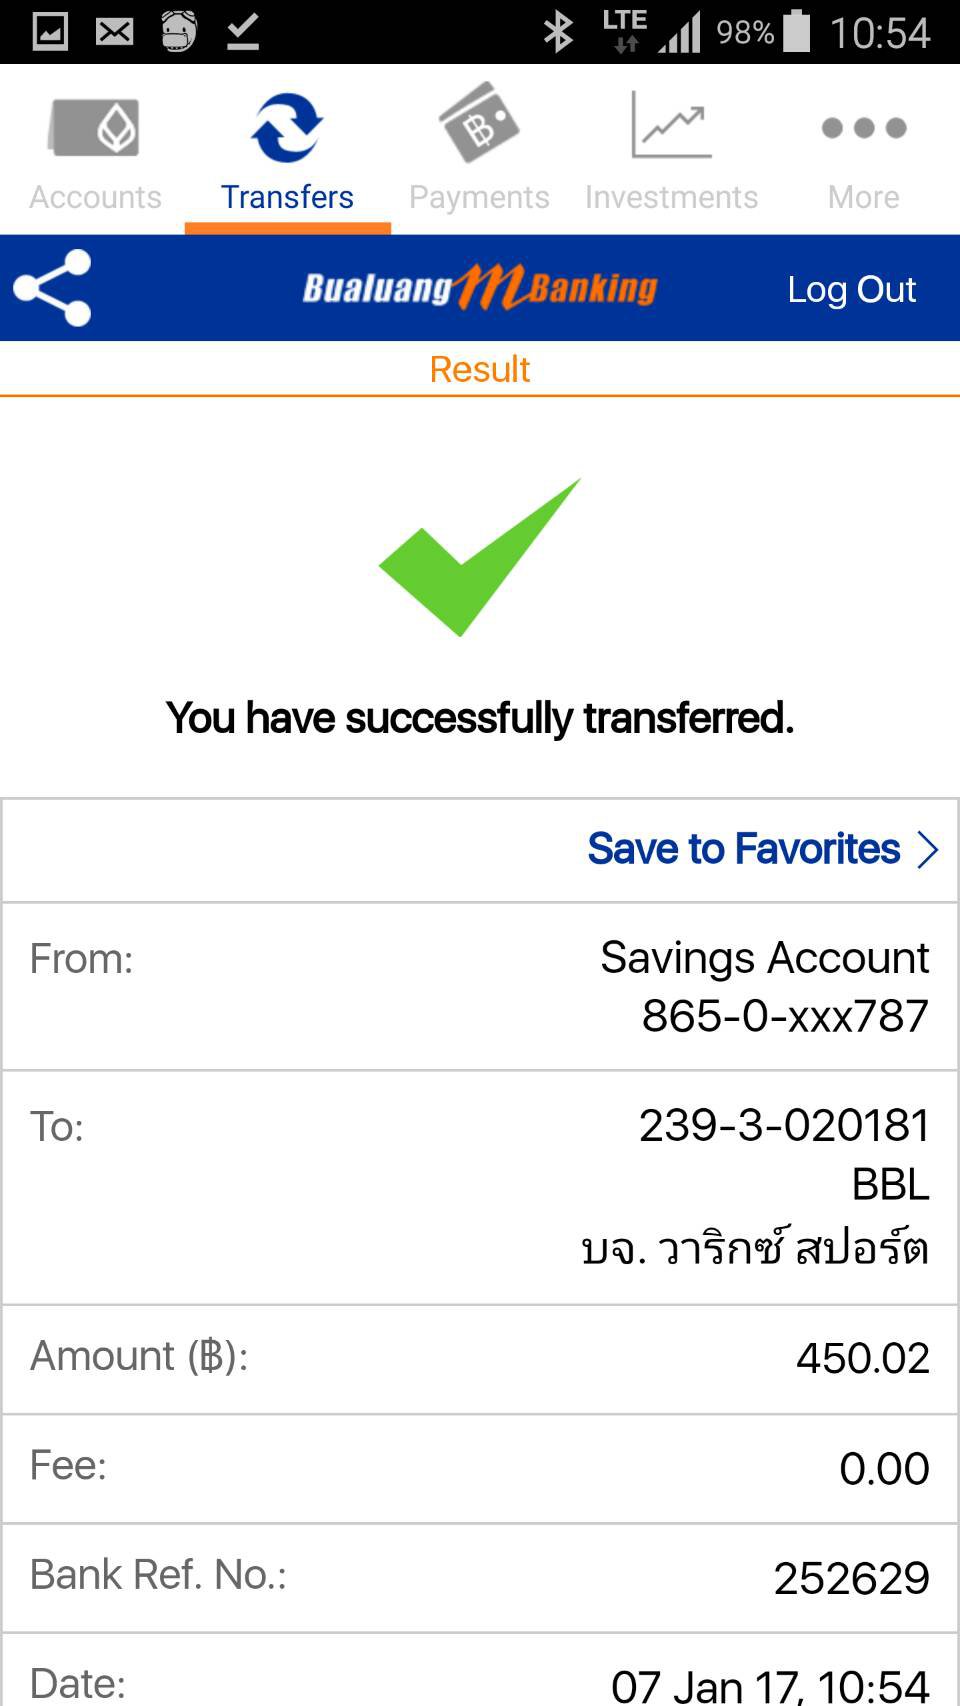 LTE 98% 10:54
Accounts Transfers Payments Investments More
Bualuang mBanking Log Out
Result
You have successfully transferred.
Save to Favorites
From: Savings Account
865-0-xxx787
To: 239-3-020181
BBL
บจ. วาริกซ์ สปอร์ต
Amount (฿): 450.02
Fee: 0.00
Bank Ref. No.: 252629
Date: 07 Jan 17, 10:54